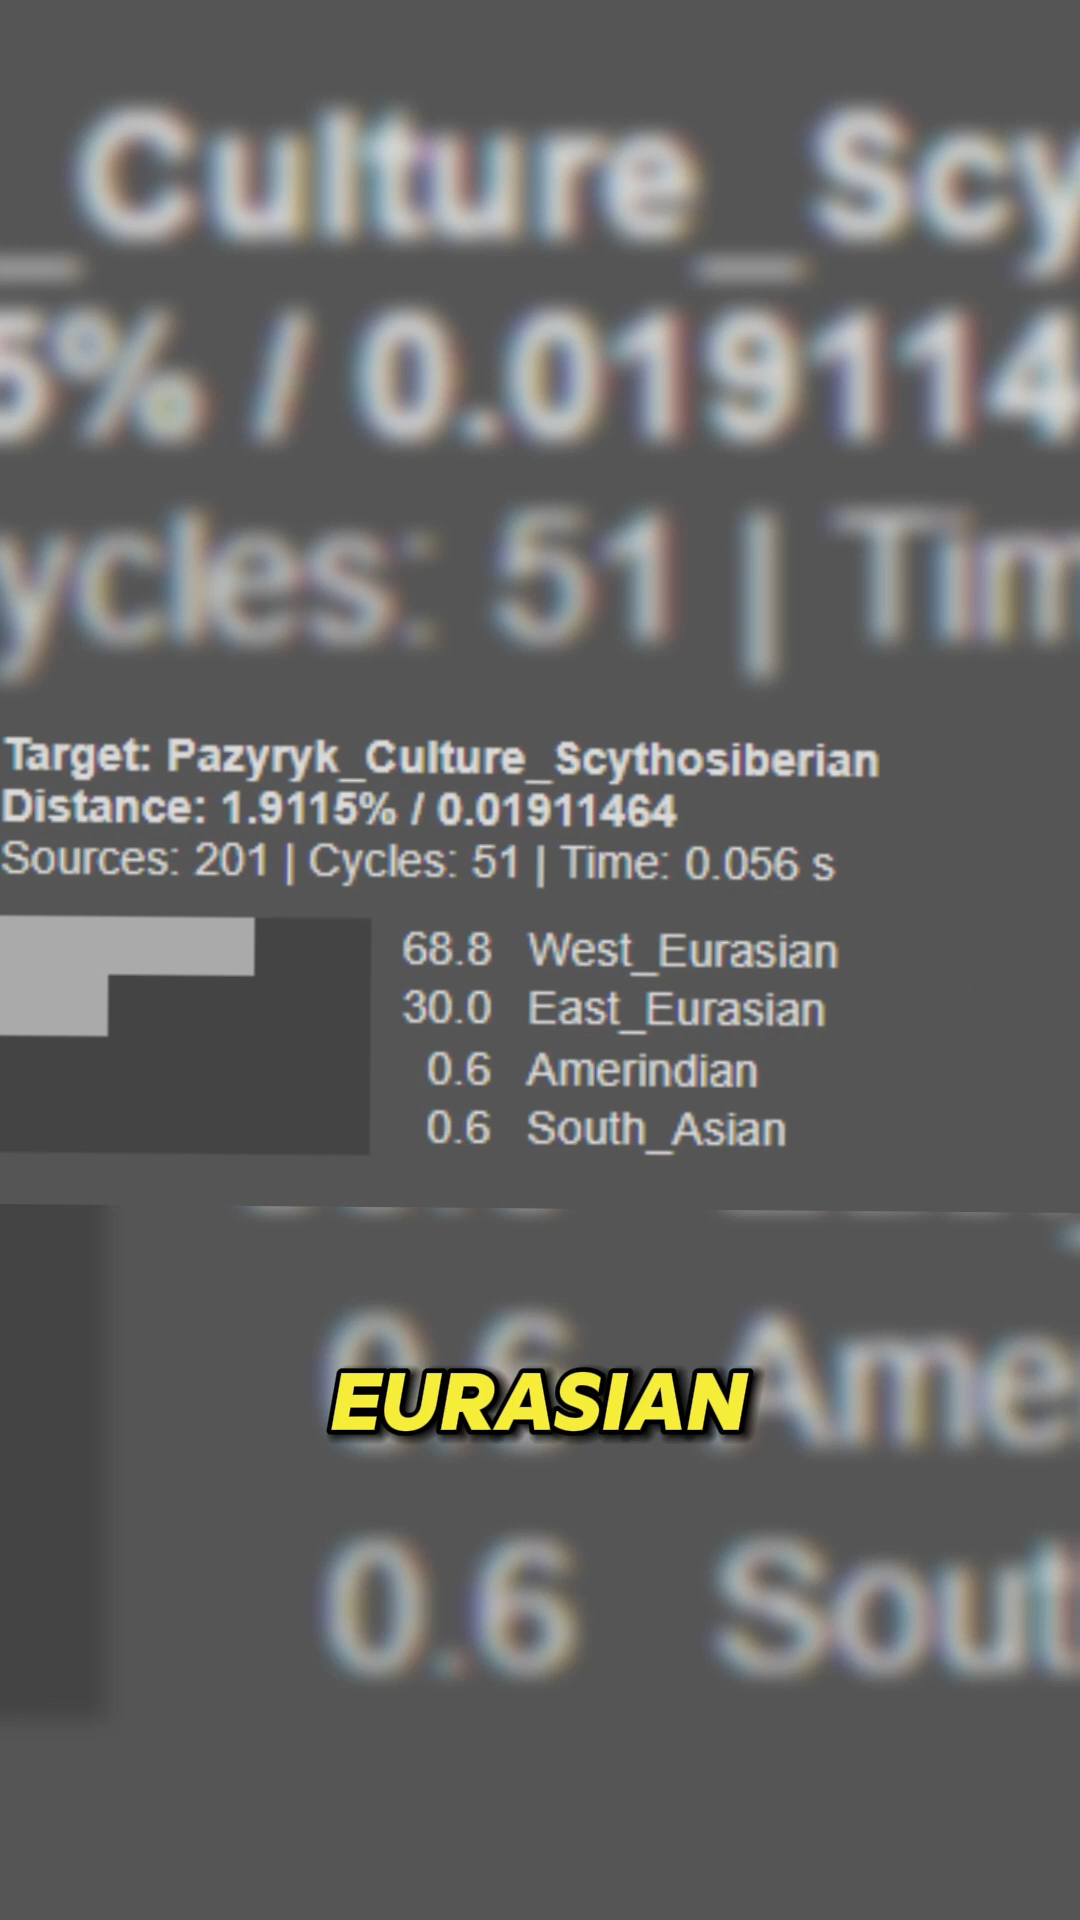 _Culture_Scy
5% / 0.019114
ycles: 51 | Tim
Target: Pazyryk_Culture_Scythosiberian
Distance: 1.9115% / 0.01911464
Sources: 201 | Cycles: 51 | Time: 0.056 s
68.8 West_Eurasian
30.0 East_Eurasian
0.6 Amerindian
0.6 South_Asian
0.6 Amer
EURASIAN
0.6 Sout